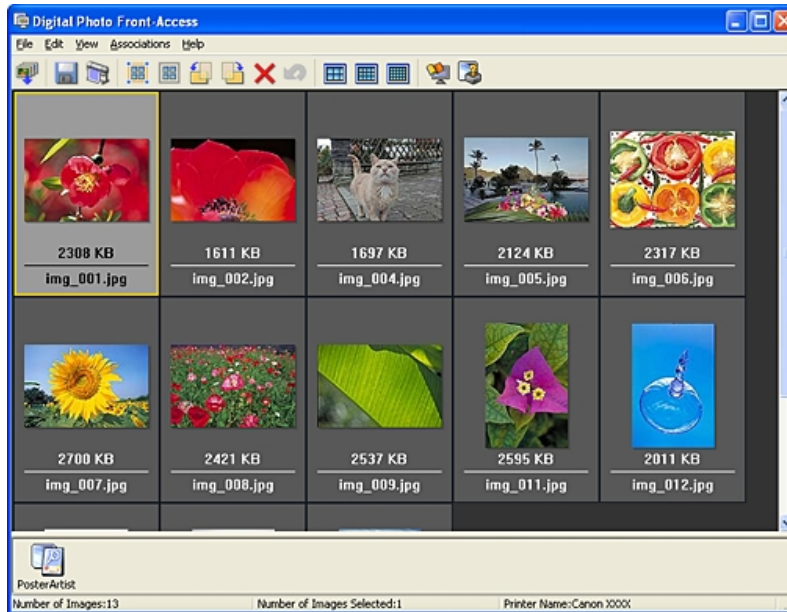 Digital Photo Front-Access
File Edit View Associations Help
2308 KB 1611 KB 1697 KB 2124 KB 2317 KB
img_001.jpg img_002.jpg img_004.jpg img_005.jpg img_006.jpg
2700 KB 2421 KB 2537 KB 2595 KB 2011 KB
img_007.jpg img_008.jpg img_009.jpg img_011.jpg img_012.jpg
PosterArtist
Number of Images:13 Number of Images Selected:1 Printer Name:Canon XXXX